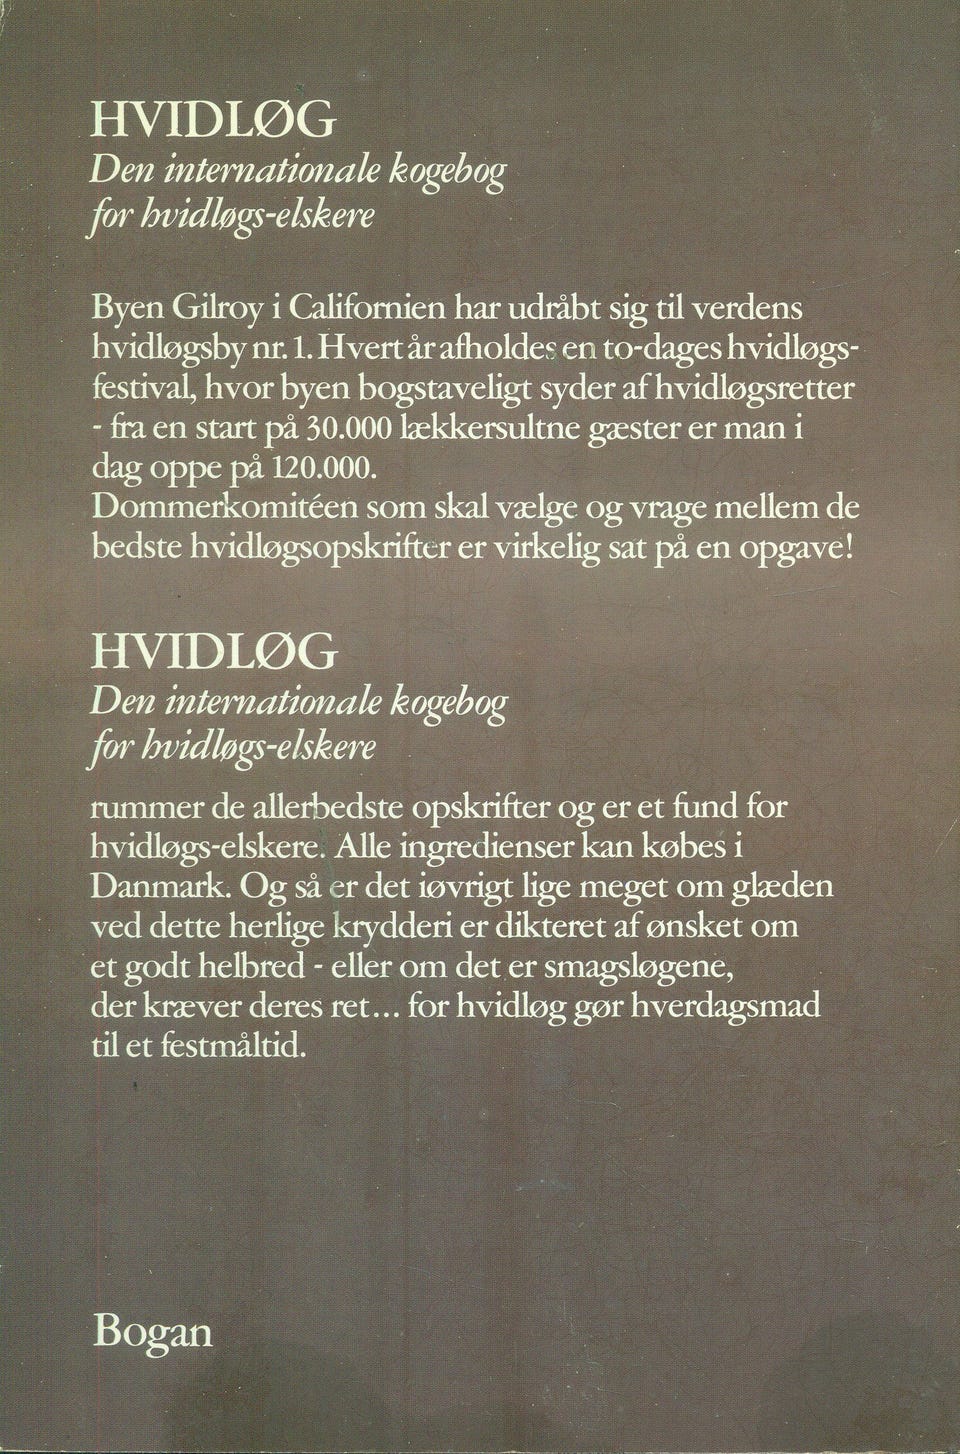 HVIDLØG
Den internationale kogebog
for hvidløgs-elskere
Byen Gilroy i Californien har udråbt sig til verdens
hvidløgsby nr. 1. Hvert år afholdes en to-dages hvidløgs-
festival, hvor byen bogstaveligt syder af hvidløgsretter
- fra en start på 30.000 lækkersultne gæster er man i
dag oppe på 120.000.
Dommerkomitéen som skal vælge og vrage mellem de
bedste hvidløgsopskrifter er virkelig sat på en opgave!
HVIDLØG
Den internationale kogebog
for hvidløgs-elskere
rummer de allerbedste opskrifter og er et fund for
hvidløgs-elskere. Alle ingredienser kan købes i
Danmark. Og så er det iøvrigt lige meget om glæden
ved dette herlige krydderi er dikteret af ønsket om
et godt helbred - eller om det er smagsløgene,
der kræver deres ret... for hvidløg gør hverdagsmad
til et festmåltid.
Bogan